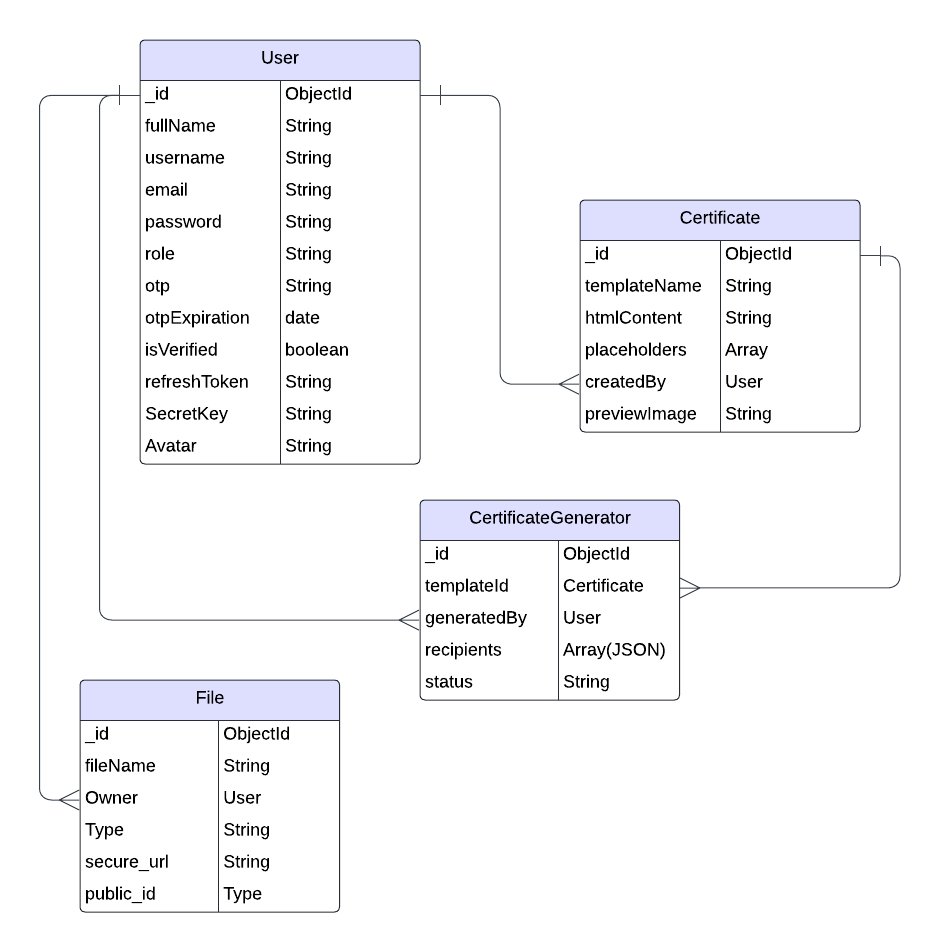 User
_id ObjectId
fullName String
username String
email String
password String
role String
otp String
otpExpiration date
isVerified boolean
refreshToken String
SecretKey String
Avatar String
Certificate
_id ObjectId
templateName String
htmlContent String
placeholders Array
createdBy User
previewImage String
CertificateGenerator
_id ObjectId
templateId Certificate
generatedBy User
recipients Array(JSON)
status String
File
_id ObjectId
fileName String
Owner User
Type String
secure_url String
public_id Type